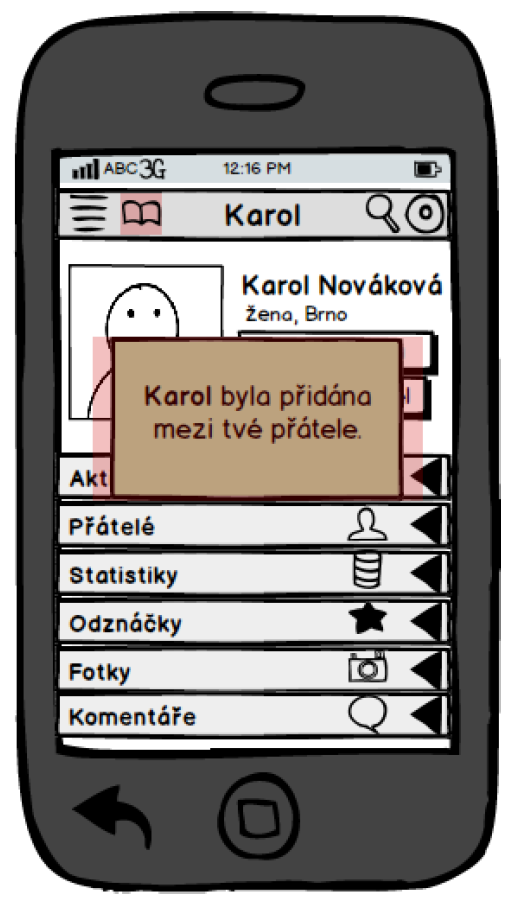 ABC 3G 12:16 PM
Karol
Karol Nováková
Žena, Brno
Karol byla přidána
mezi tvé přátele.
Akt
Přátelé
Statistiky
Odznáčky
Fotky
Komentáře